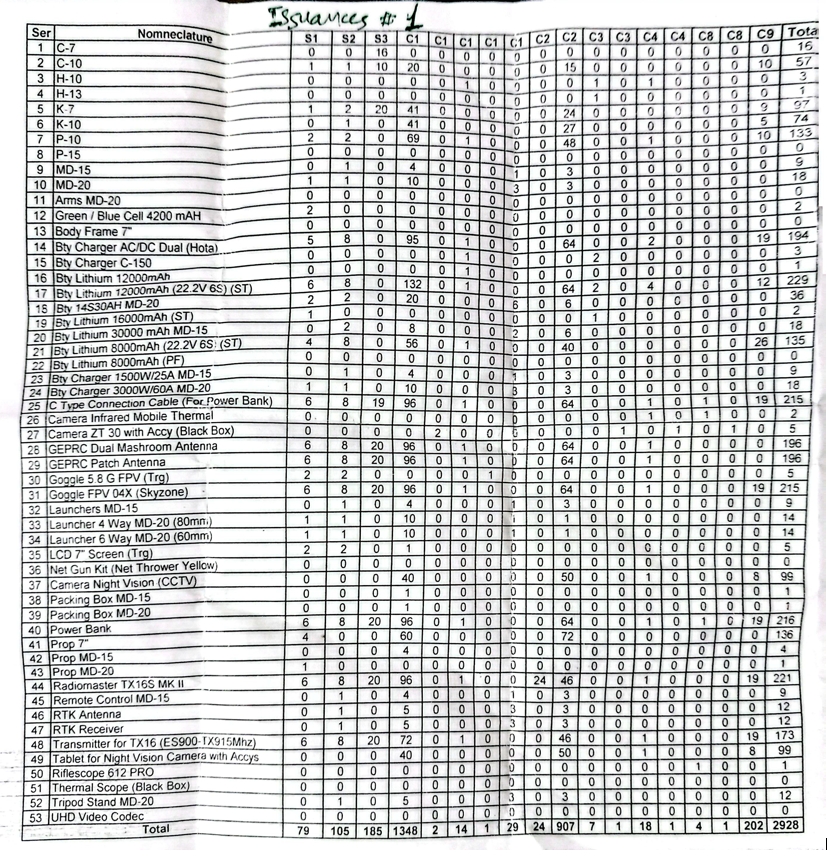 Issuances # 1
Ser Nomneclature S1 S2 S3 C1 C1 C1 C1 C1 C2 C2 C3 C3 C4 C4 C8 C8 C9 Tota
1 C-7 0 0 16 0 0 0 0 0 0 0 0 0 0 0 0 0 0 16
2 C-10 1 1 10 20 0 0 0 0 0 15 0 0 0 0 0 0 10 57
3 H-10 0 0 0 0 0 1 0 0 0 0 1 0 1 0 0 0 0 3
4 H-13 0 0 0 0 0 0 0 0 0 0 1 0 0 0 0 0 0 1
5 K-7 1 2 20 41 0 0 0 0 0 24 0 0 0 0 0 0 9 97
6 K-10 0 1 0 41 0 0 0 0 0 27 0 0 0 0 0 0 5 74
7 P-10 2 2 0 69 0 1 0 0 0 48 0 0 1 0 0 0 10 133
8 P-15 0 0 0 0 0 0 0 0 0 0 0 0 0 0 0 0 0 0
9 MD-15 0 1 0 4 0 0 0 1 0 3 0 0 0 0 0 0 0 9
10 MD-20 1 1 0 10 0 0 0 3 0 3 0 0 0 0 0 0 0 18
11 Arms MD-20 0 0 0 0 0 0 0 0 0 0 0 0 0 0 0 0 0 0
12 Green / Blue Cell 4200 mAH 2 0 0 0 0 0 0 0 0 0 0 0 0 0 0 0 0 2
13 Body Frame 7" 0 0 0 0 0 0 0 0 0 0 0 0 0 0 0 0 0 0
14 Bty Charger AC/DC Dual (Hota) 5 8 0 95 0 1 0 0 0 64 0 0 2 0 0 0 19 194
15 Bty Charger C-150 0 0 0 0 0 1 0 0 0 0 2 0 0 0 0 0 0 3
16 Bty Lithium 12000mAh 0 0 0 0 0 1 0 0 0 0 0 0 0 0 0 0 0 1
17 Bty Lithium 12000mAh (22.2V 6S) (ST) 6 8 0 132 0 1 0 0 0 64 2 0 4 0 0 0 12 229
18 Bty 14S30AH MD-20 2 2 0 20 0 0 0 6 0 6 0 0 0 0 0 0 0 36
19 Bty Lithium 16000mAh (ST) 1 0 0 0 0 0 0 0 0 0 1 0 0 0 0 0 0 2
20 Bty Lithium 30000 mAh MD-15 0 2 0 8 0 0 0 2 0 6 0 0 0 0 0 0 0 18
21 Bty Lithium 8000mAh (22.2V 6S) (ST) 4 8 0 56 0 1 0 0 0 40 0 0 0 0 0 0 26 135
22 Bty Lithium 8000mAh (PF) 0 0 0 0 0 0 0 0 0 0 0 0 0 0 0 0 0 0
23 Bty Charger 1500W/25A MD-15 0 1 0 4 0 0 0 1 0 3 0 0 0 0 0 0 0 9
24 Bty Charger 3000W/60A MD-20 1 1 0 10 0 0 0 3 0 3 0 0 0 0 0 0 0 18
25 C Type Connection Cable (For Power Bank) 6 8 19 96 0 1 0 0 0 64 0 0 1 0 1 0 19 215
26 Camera Infrared Mobile Thermal 0 0 0 0 0 0 0 0 0 0 0 0 1 0 1 0 0 2
27 Camera ZT 30 with Accy (Black Box) 0 0 0 0 2 0 0 0 0 0 0 1 0 1 0 1 0 5
28 GEPRC Dual Mashroom Antenna 6 8 20 96 0 1 0 0 0 64 0 0 1 0 0 0 0 196
29 GEPRC Patch Antenna 6 8 20 96 0 1 0 0 0 64 0 0 1 0 0 0 0 196
30 Goggle 5.8 G FPV (Trg) 2 2 0 0 0 0 1 0 0 0 0 0 0 0 0 0 0 5
31 Goggle FPV 04X (Skyzone) 6 8 20 96 0 1 0 0 0 64 0 0 1 0 0 0 19 215
32 Launchers MD-15 0 1 0 4 0 0 0 1 0 3 0 0 0 0 0 0 0 9
33 Launcher 4 Way MD-20 (80mm) 1 1 0 10 0 0 0 1 0 1 0 0 0 0 0 0 0 14
34 Launcher 6 Way MD-20 (60mm) 1 1 0 10 0 0 0 1 0 1 0 0 0 0 0 0 0 14
35 LCD 7" Screen (Trg) 2 2 0 1 0 0 0 0 0 0 0 0 0 0 0 0 0 5
36 Net Gun Kit (Net Thrower Yellow) 0 0 0 0 0 0 0 0 0 0 0 0 0 0 0 0 0 0
37 Camera Night Vision (CCTV) 0 0 0 40 0 0 0 0 0 50 0 0 1 0 0 0 8 99
38 Packing Box MD-15 0 0 0 1 0 0 0 0 0 0 0 0 0 0 0 0 0 1
39 Packing Box MD-20 0 0 0 1 0 0 0 0 0 0 0 0 0 0 0 0 0 1
40 Power Bank 6 8 20 96 0 1 0 0 0 64 0 0 1 0 1 0 19 216
41 Prop 7" 4 0 0 60 0 0 0 0 0 72 0 0 0 0 0 0 0 136
42 Prop MD-15 0 0 0 4 0 0 0 0 0 0 0 0 0 0 0 0 0 4
43 Prop MD-20 1 0 0 0 0 0 0 0 0 0 0 0 0 0 0 0 0 1
44 Radiomaster TX16S MK II 6 8 20 96 0 1 0 0 24 46 0 0 1 0 0 0 19 221
45 Remote Control MD-15 0 1 0 4 0 0 0 1 0 3 0 0 0 0 0 0 0 9
46 RTK Antenna 0 1 0 5 0 0 0 3 0 3 0 0 0 0 0 0 0 12
47 RTK Receiver 0 1 0 5 0 0 0 3 0 3 0 0 0 0 0 0 0 12
48 Transmitter for TX16 (ES900-TX915Mhz) 6 8 20 72 0 1 0 0 0 46 0 0 1 0 0 0 19 173
49 Tablet for Night Vision Camera with Accys 0 0 0 40 0 0 0 0 0 50 0 0 1 0 0 0 8 99
50 Riflescope 612 PRO 0 0 0 0 0 0 0 0 0 0 0 0 0 0 1 0 0 1
51 Thermal Scope (Black Box) 0 0 0 0 0 0 0 0 0 0 0 0 0 0 0 0 0 0
52 Tripod Stand MD-20 0 1 0 5 0 0 0 3 0 3 0 0 0 0 0 0 0 12
53 UHD Video Codec 0 0 0 0 0 0 0 0 0 0 0 0 0 0 0 0 0 0
Total 79 105 185 1348 2 14 1 29 24 907 7 1 18 1 4 1 202 2928